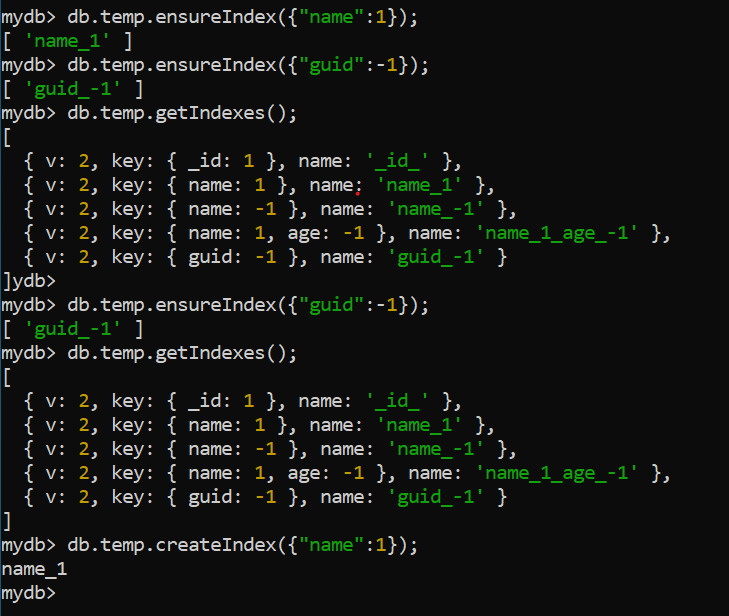 mydb> db.temp.ensureIndex({"name":1});
[ 'name_1' ]
mydb> db.temp.ensureIndex({"guid":-1});
[ 'guid_-1' ]
mydb> db.temp.getIndexes();
[
  { v: 2, key: { _id: 1 }, name: '_id_' },
  { v: 2, key: { name: 1 }, name: 'name_1' },
  { v: 2, key: { name: -1 }, name: 'name_-1' },
  { v: 2, key: { name: 1, age: -1 }, name: 'name_1_age_-1' },
  { v: 2, key: { guid: -1 }, name: 'guid_-1' }
]ydb>
mydb> db.temp.ensureIndex({"guid":-1});
[ 'guid_-1' ]
mydb> db.temp.getIndexes();
[
  { v: 2, key: { _id: 1 }, name: '_id_' },
  { v: 2, key: { name: 1 }, name: 'name_1' },
  { v: 2, key: { name: -1 }, name: 'name_-1' },
  { v: 2, key: { name: 1, age: -1 }, name: 'name_1_age_-1' },
  { v: 2, key: { guid: -1 }, name: 'guid_-1' }
]
mydb> db.temp.createIndex({"name":1});
name_1
mydb>